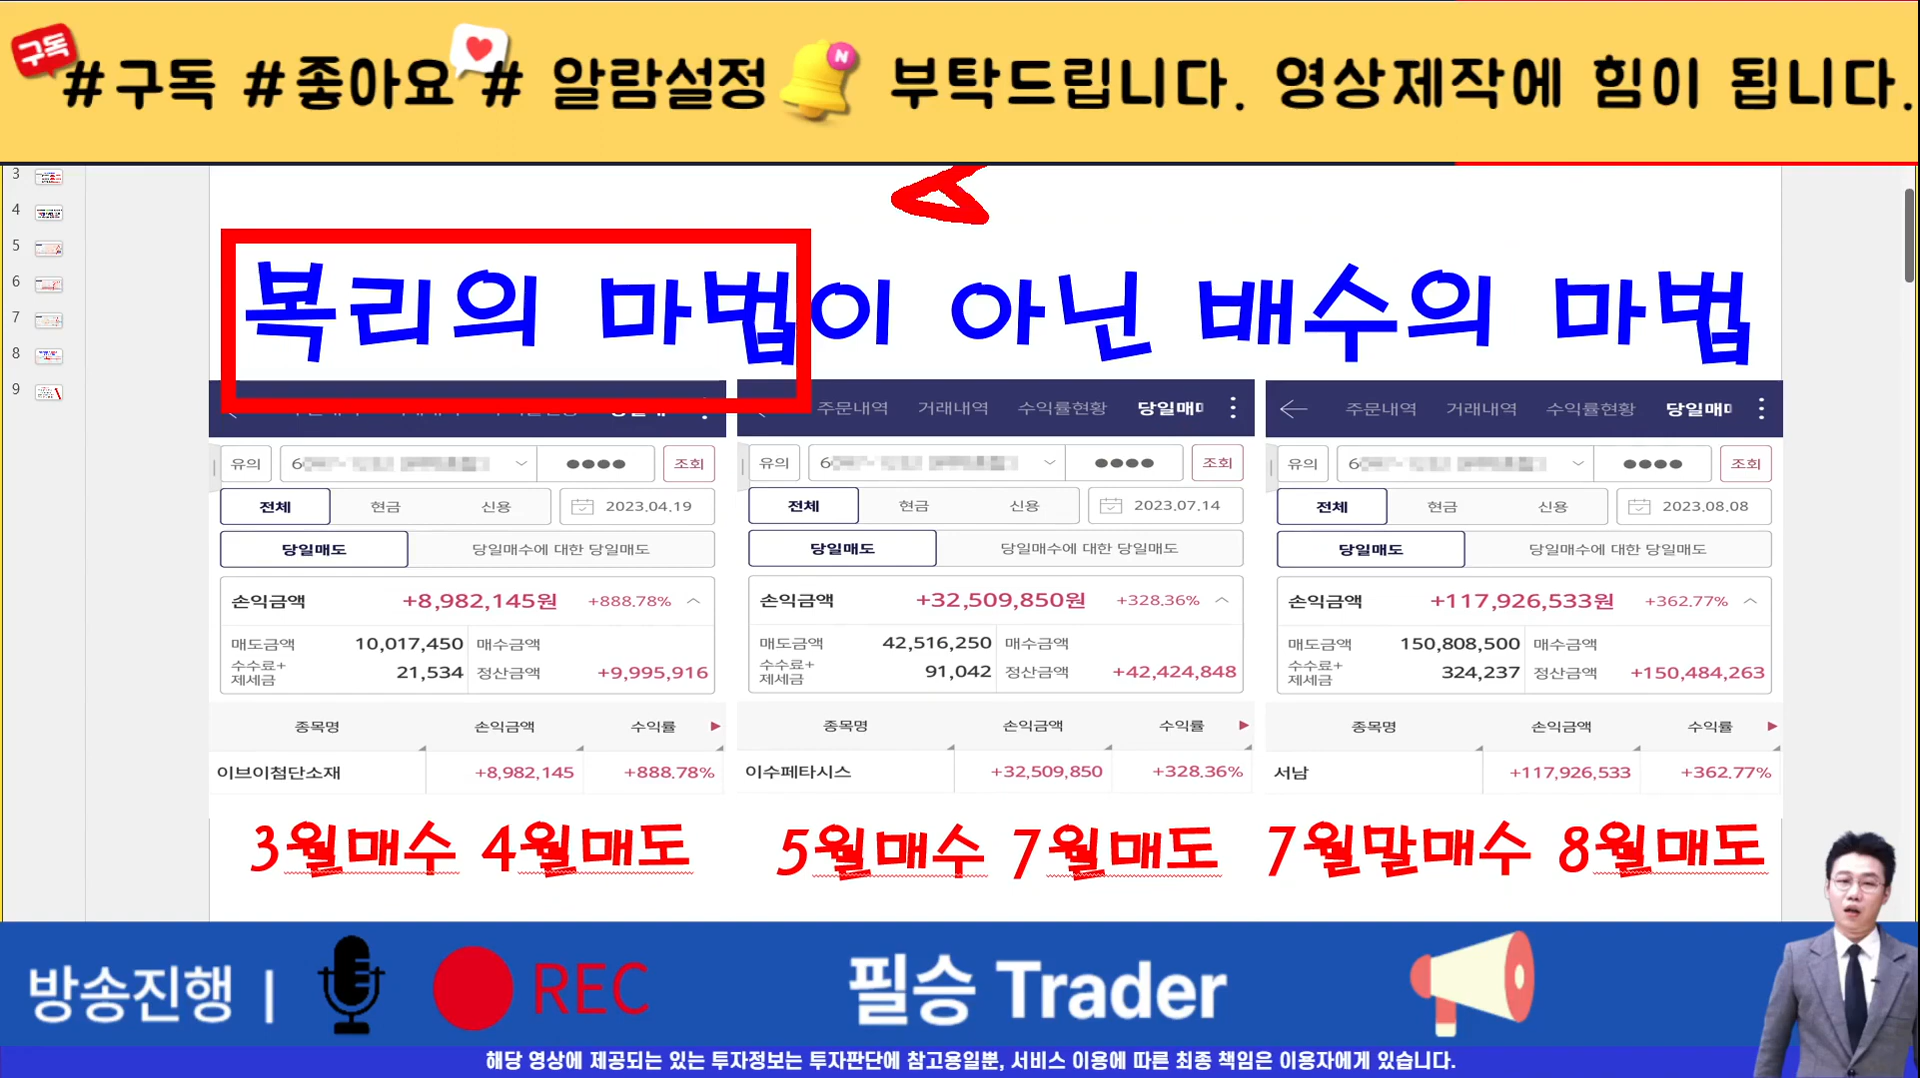 구독
#구독 #좋아요 # 알람설정 N 부탁드립니다. 영상제작에 힘이 됩니다.
3
4
5
6
7
8
9
복리의 마법이 아닌 배수의 마법
주문내역 거래내역 수익률현황 당일매매
주문내역 거래내역 수익률현황 당일매매
유의 6 ●●●● 조회
전체 현금 신용 2023.04.19
당일매도 당일매수에 대한 당일매도
손익금액 +8,982,145원 +888.78%
매도금액 10,017,450 매수금액
수수료+제세금 21,534 정산금액 +9,995,916
종목명 손익금액 수익률
이브이첨단소재 +8,982,145 +888.78%
3월매수 4월매도
유의 6 ●●●● 조회
전체 현금 신용 2023.07.14
당일매도 당일매수에 대한 당일매도
손익금액 +32,509,850원 +328.36%
매도금액 42,516,250 매수금액
수수료+제세금 91,042 정산금액 +42,424,848
종목명 손익금액 수익률
이수페타시스 +32,509,850 +328.36%
5월매수 7월매도
유의 6 ●●●● 조회
전체 현금 신용 2023.08.08
당일매도 당일매수에 대한 당일매도
손익금액 +117,926,533원 +362.77%
매도금액 150,808,500 매수금액
수수료+제세금 324,237 정산금액 +150,484,263
종목명 손익금액 수익률
서남 +117,926,533 +362.77%
7월말매수 8월매도
방송진행 | REC 필승 Trader
해당 영상에 제공되는 있는 투자정보는 투자판단에 참고용일뿐, 서비스 이용에 따른 최종 책임은 이용자에게 있습니다.